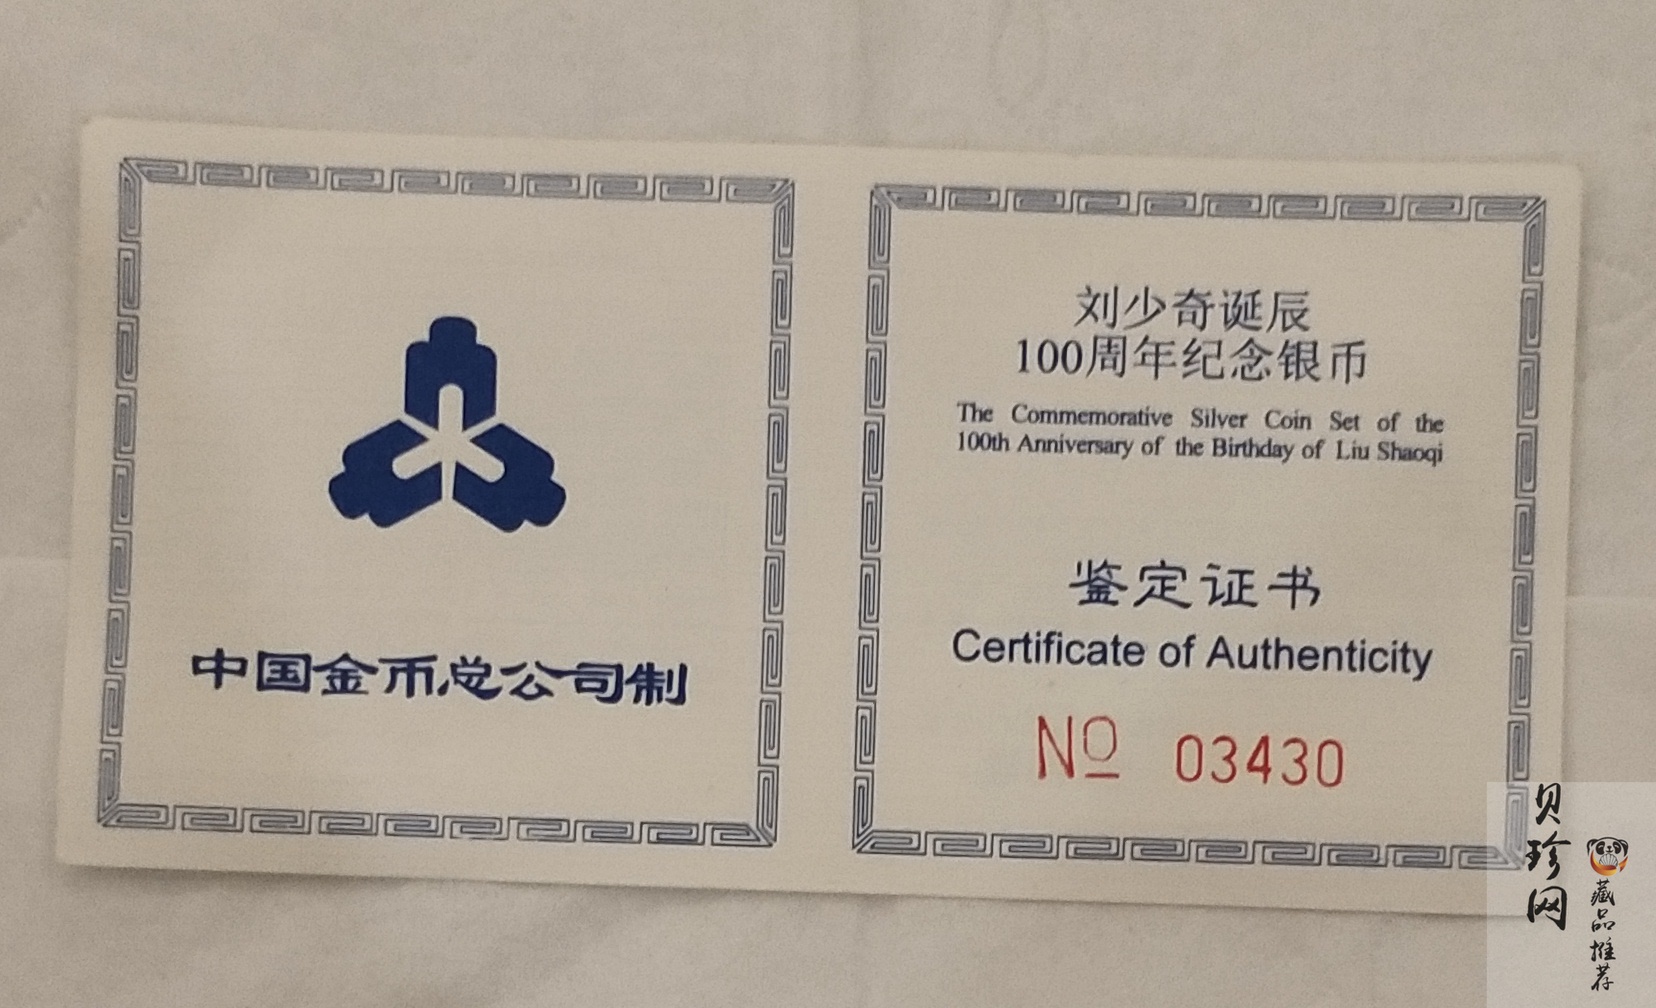 中国金币总公司制
刘少奇诞辰
100周年纪念银币
The Commemorative Silver Coin Set of the
100th Anniversary of the Birthday of Liu Shaoqi
鉴定证书
Certificate of Authenticity
Nº 03430
贝珍网
藏品推荐